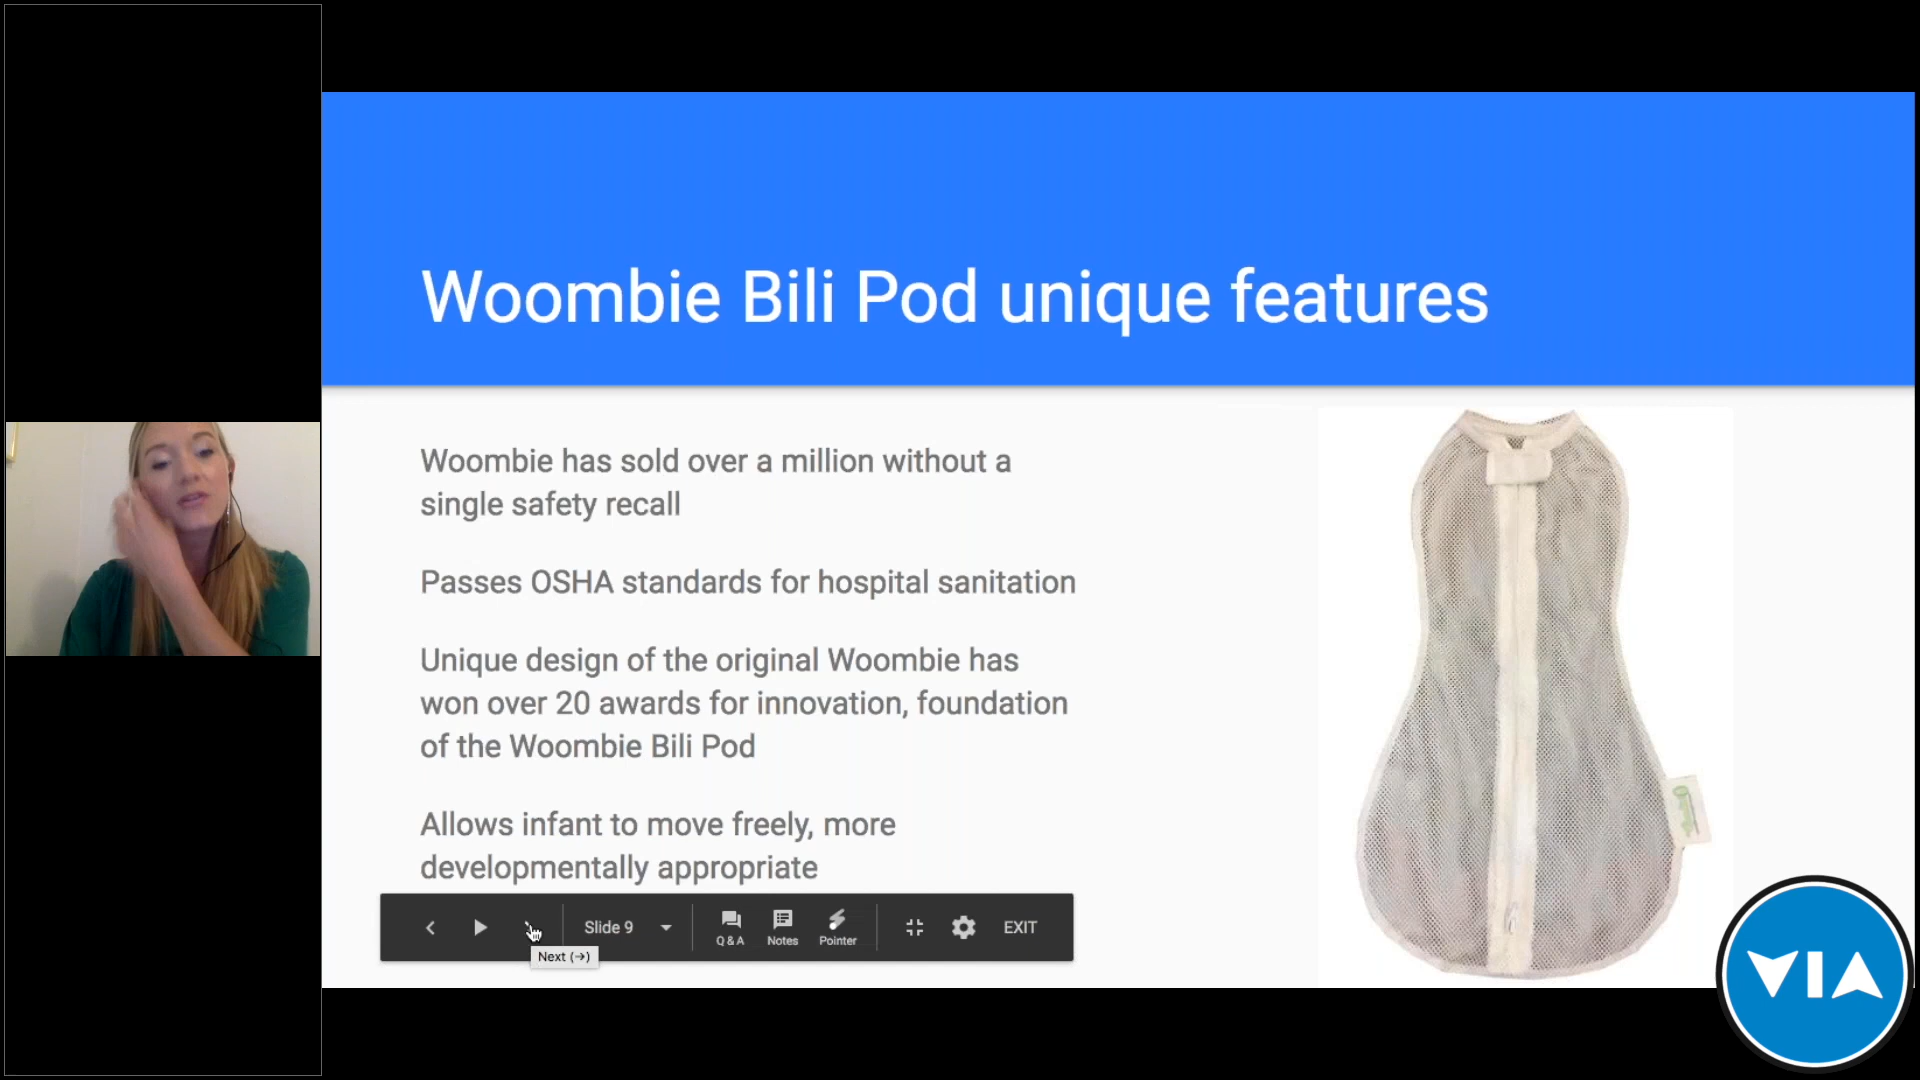 Woombie Bili Pod unique features
Woombie has sold over a million without a
single safety recall
Passes OSHA standards for hospital sanitation
Unique design of the original Woombie has
won over 20 awards for innovation, foundation
of the Woombie Bili Pod
Allows infant to move freely, more
developmentally appropriate
Slide 9
Q & A
Notes
Pointer
EXIT
Next (→)
VIA